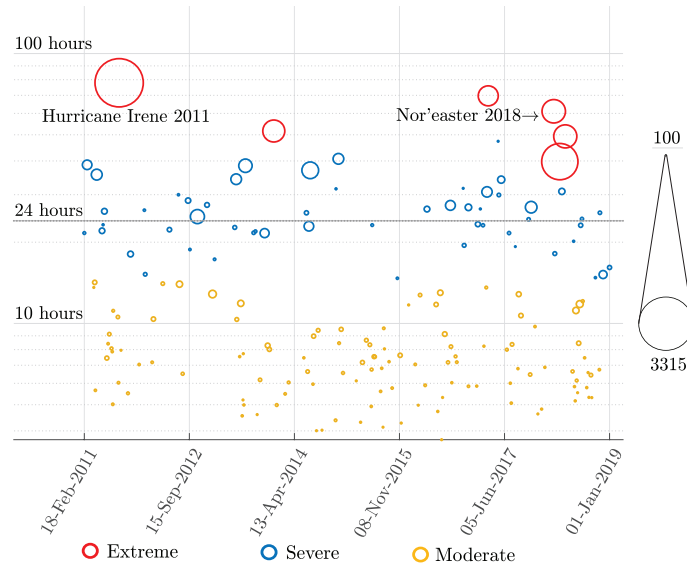 100 hours
Hurricane Irene 2011
Nor'easter 2018→
100
24 hours
10 hours
3315
18-Feb-2011
15-Sep-2012
13-Apr-2014
08-Nov-2015
05-Jun-2017
01-Jan-2019
Extreme
Severe
Moderate